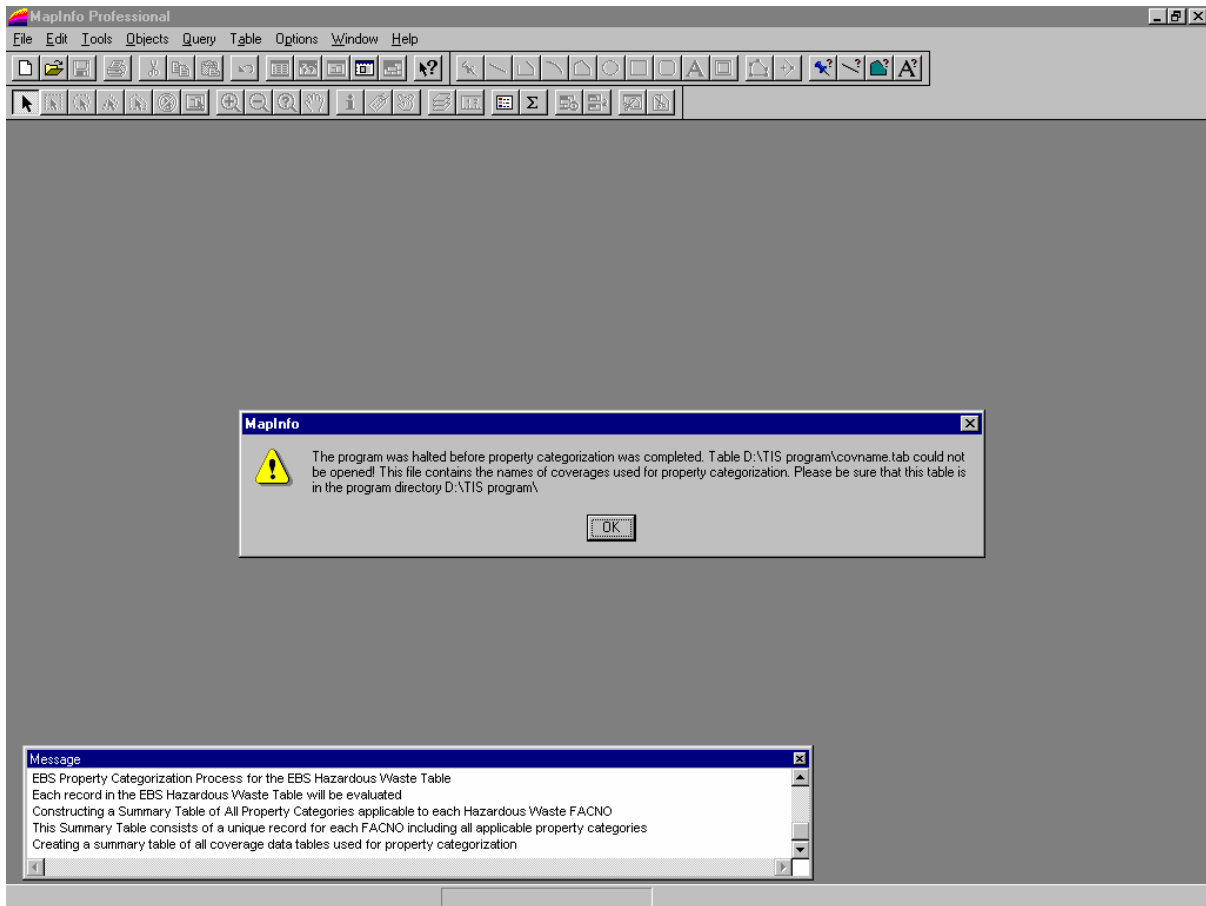 MapInfo Professional
File Edit Tools Objects Query Table Options Window Help
MapInfo
The program was halted before property categorization was completed. Table D:\TIS program\covname.tab could not
be opened! This file contains the names of coverages used for property categorization. Please be sure that this table is
in the program directory D:\TIS program\
OK
Message
EBS Property Categorization Process for the EBS Hazardous Waste Table
Each record in the EBS Hazardous Waste Table will be evaluated
Constructing a Summary Table of All Property Categories applicable to each Hazardous Waste FACNO
This Summary Table consists of a unique record for each FACNO including all applicable property categories
Creating a summary table of all coverage data tables used for property categorization